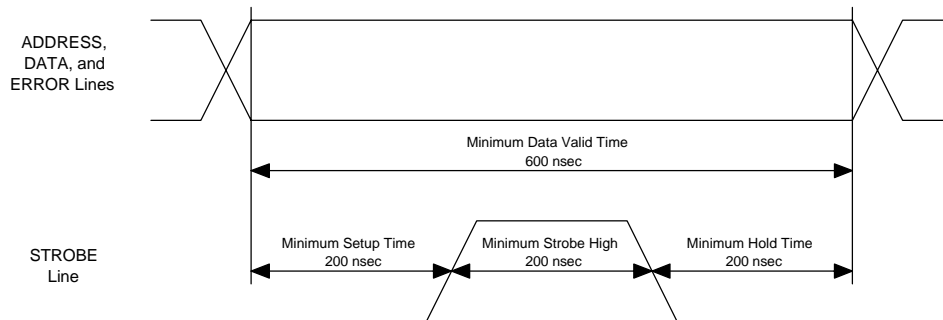 ADDRESS,
DATA, and
ERROR Lines
Minimum Data Valid Time
600 nsec
STROBE
Line
Minimum Setup Time
200 nsec
Minimum Strobe High
200 nsec
Minimum Hold Time
200 nsec